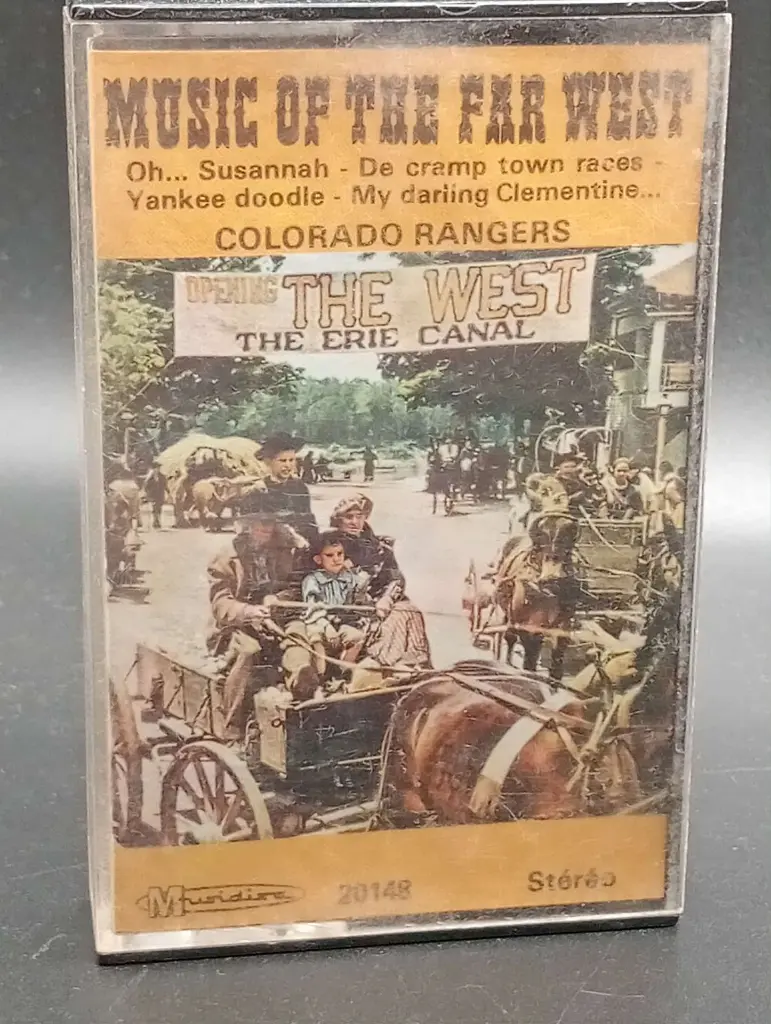 MUSIC OF THE FAR WEST
Oh... Susannah - De cramp town races -
Yankee doodle - My darling Clementine...
COLORADO RANGERS
OPENING THE WEST
THE ERIE CANAL
Musidisc 20148 Stéréo